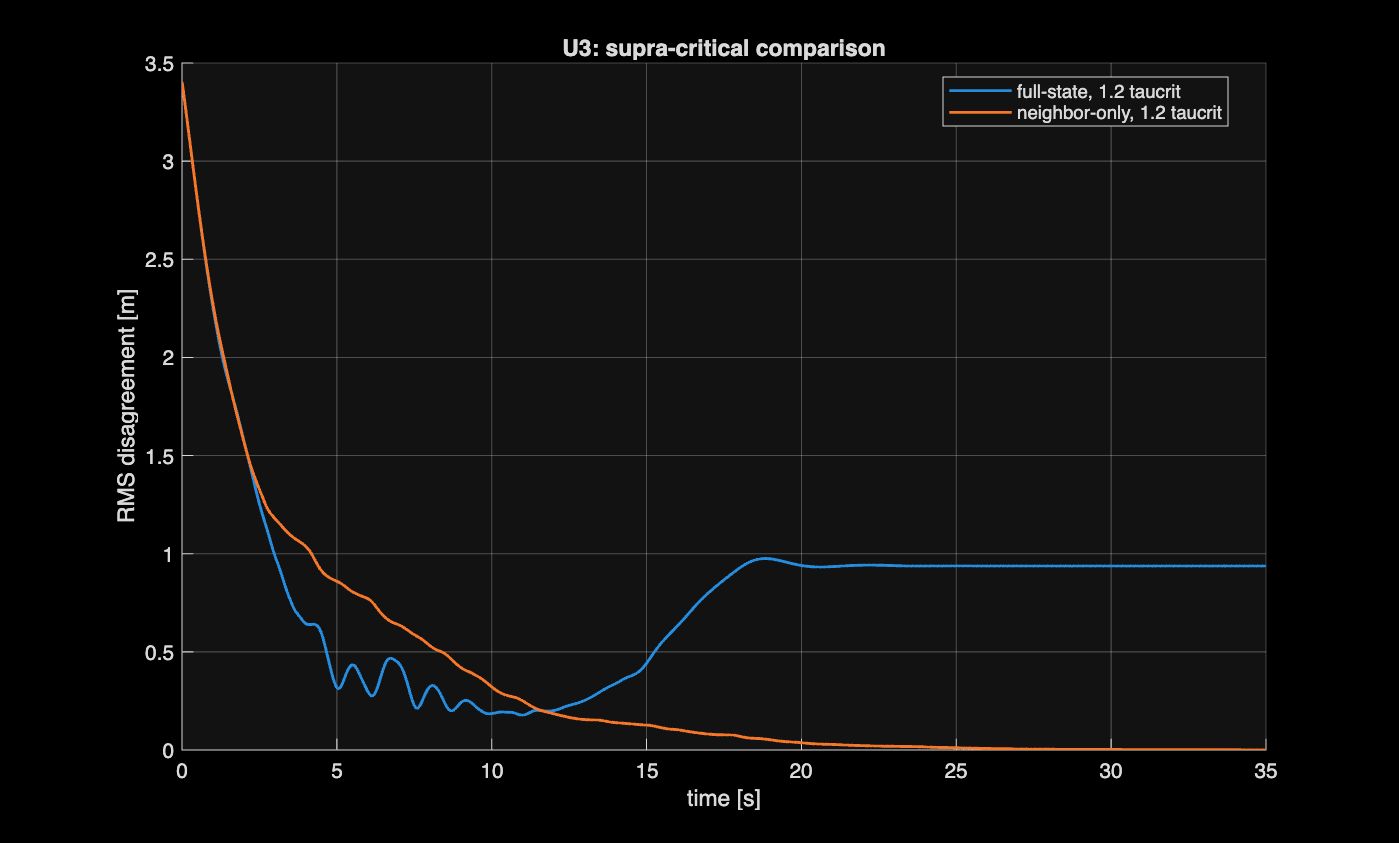 U3: supra-critical comparison
full-state, 1.2 taucrit
neighbor-only, 1.2 taucrit
RMS disagreement [m]
3.5
3
2.5
2
1.5
1
0.5
0
0 5 10 15 20 25 30 35
time [s]